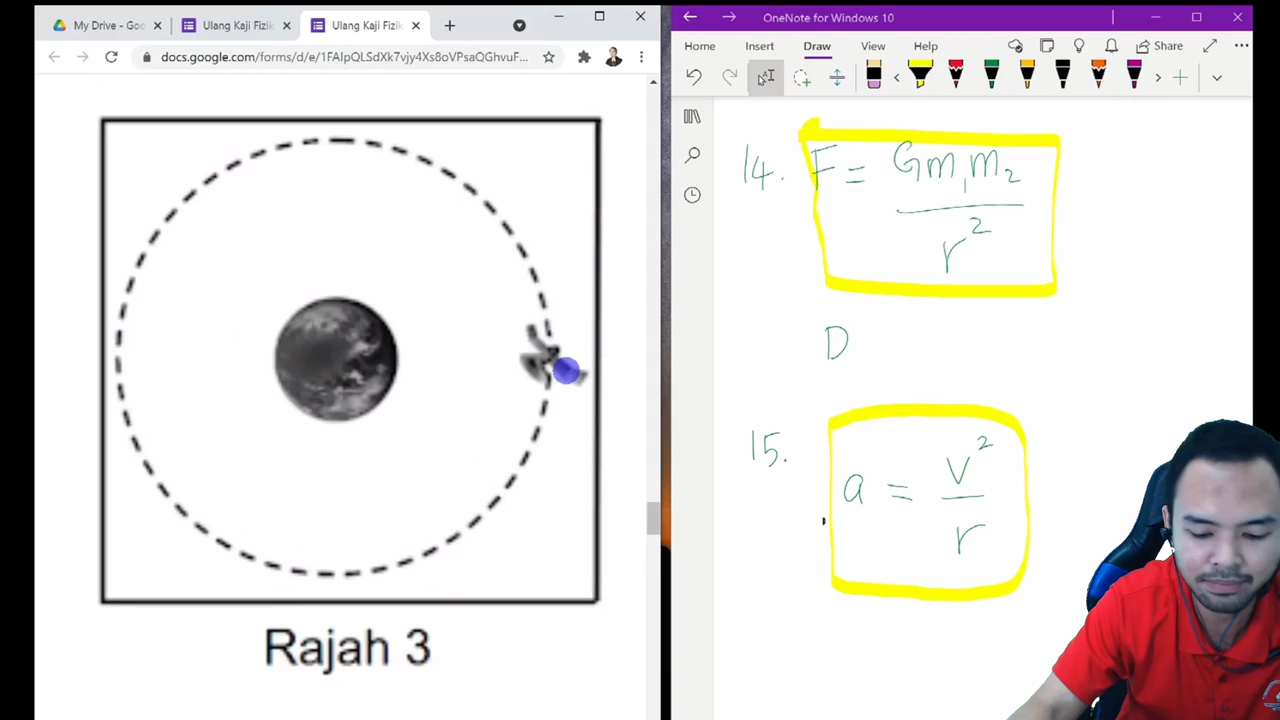 My Drive - Goo
Ulang Kaji Fizik
Ulang Kaji Fizik
docs.google.com/forms/d/e/1FAIpQLSdXk7vjy4Xs8oVPsaQGhvuF...
Rajah 3
OneNote for Windows 10
Home Insert Draw View Help Share
14. F = Gm₁m₂
r²
D
15. a = v²
r